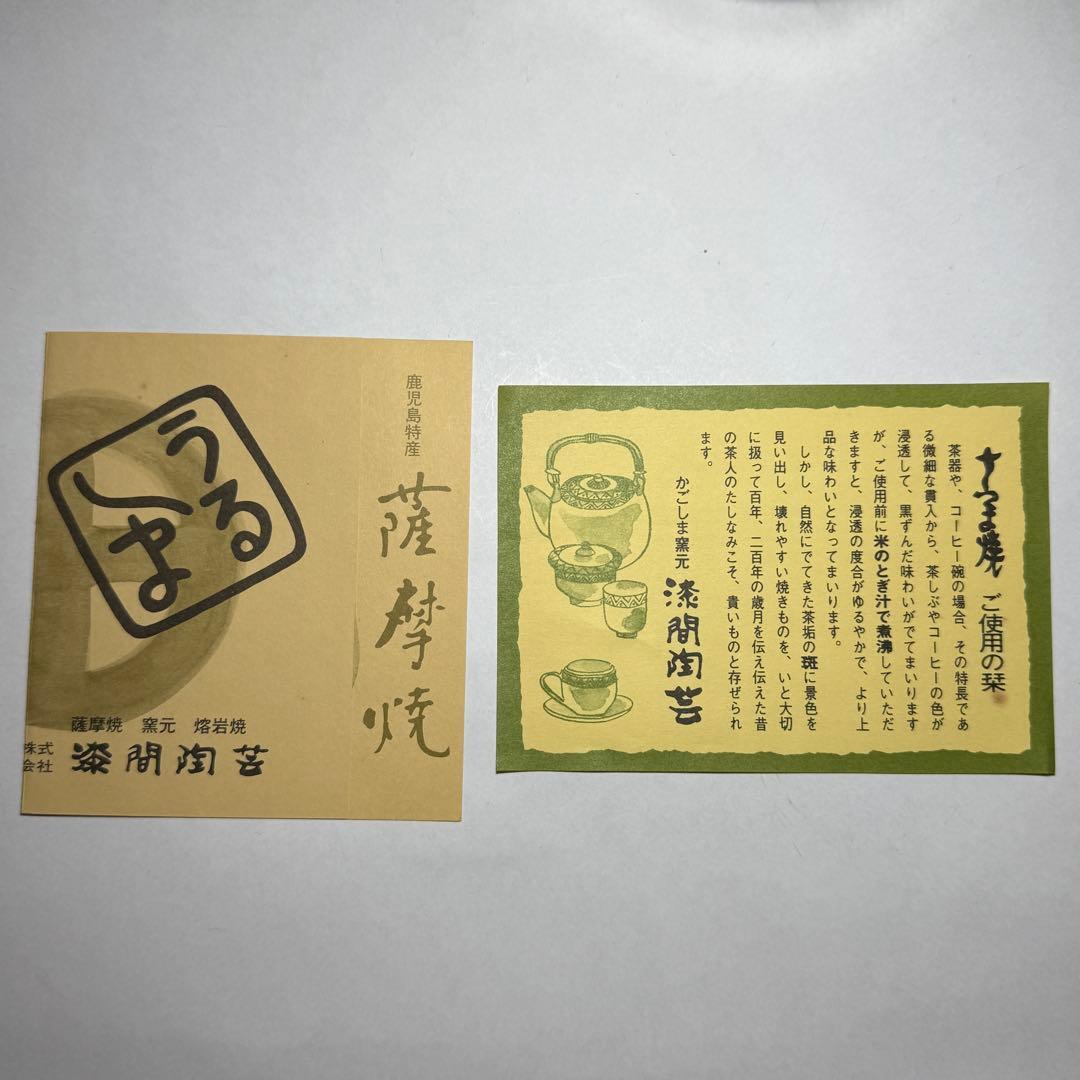 鹿児島特産
薩摩焼
うる
しま
薩摩焼　窯元　熔岩焼
株式
会社
漆間陶芸
さつま焼 ご使用の栞
茶器や、コーヒー碗の場合、その特長であ
る微細な貫入から、茶しぶやコーヒーの色が
浸透して、黒ずんだ味わいがでてまいります
が、ご使用前に米のとぎ汁で煮沸していただ
きますと、浸透の度合がゆるやかで、より上
品な味わいとなってまいります。
しかし、自然にでてきた茶垢の斑に景色を
見い出し、壊れやすい焼きものを、いと大切
に扱って百年、二百年の歳月を伝え伝えた昔
の茶人のたしなみこそ、貴いものと存ぜられ
ます。
かごしま窯元
漆間陶芸